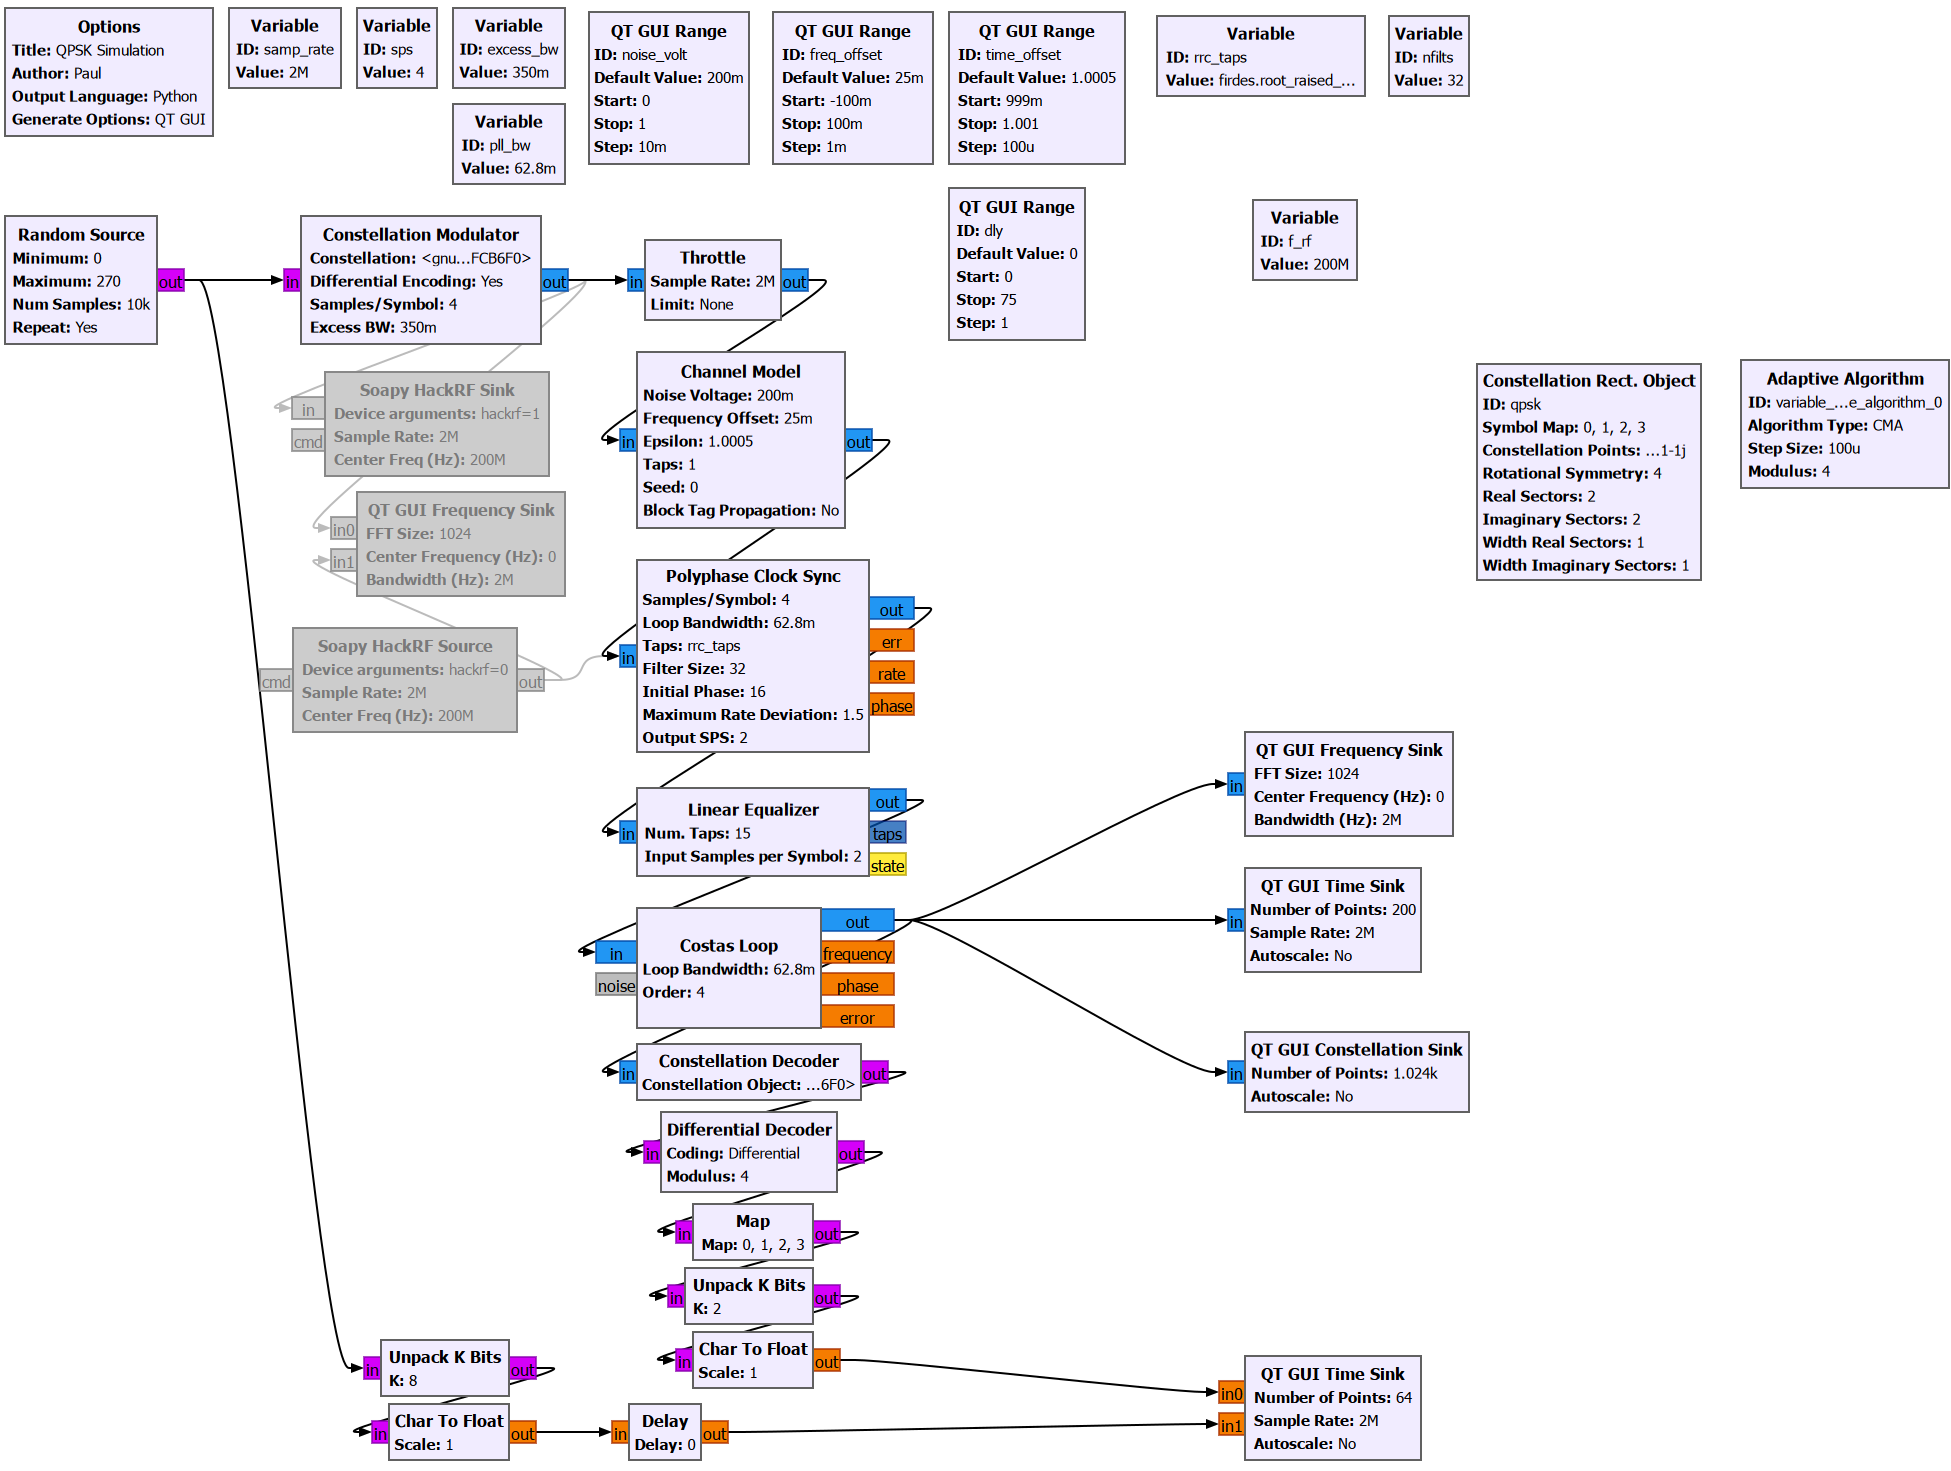 Options
Title: QPSK Simulation
Author: Paul
Output Language: Python
Generate Options: QT GUI
Variable
ID: samp_rate
Value: 2M
Variable
ID: sps
Value: 4
Variable
ID: excess_bw
Value: 350m
Variable
ID: pll_bw
Value: 62.8m
QT GUI Range
ID: noise_volt
Default Value: 200m
Start: 0
Stop: 1
Step: 10m
QT GUI Range
ID: freq_offset
Default Value: 25m
Start: -100m
Stop: 100m
Step: 1m
QT GUI Range
ID: time_offset
Default Value: 1.0005
Start: 999m
Stop: 1.001
Step: 100u
Variable
ID: rrc_taps
Value: firdes.root_raised_...
Variable
ID: nfilts
Value: 32
QT GUI Range
ID: dly
Default Value: 0
Start: 0
Stop: 75
Step: 1
Variable
ID: f_rf
Value: 200M
Random Source
Minimum: 0
Maximum: 270
Num Samples: 10k
Repeat: Yes
out
in
Constellation Modulator
Constellation: <gnu...FCB6F0>
Differential Encoding: Yes
Samples/Symbol: 4
Excess BW: 350m
out
in
Throttle
Sample Rate: 2M
Limit: None
out
in
cmd
Soapy HackRF Sink
Device arguments: hackrf=1
Sample Rate: 2M
Center Freq (Hz): 200M
in0
in1
QT GUI Frequency Sink
FFT Size: 1024
Center Frequency (Hz): 0
Bandwidth (Hz): 2M
cmd
Soapy HackRF Source
Device arguments: hackrf=0
Sample Rate: 2M
Center Freq (Hz): 200M
out
in
Channel Model
Noise Voltage: 200m
Frequency Offset: 25m
Epsilon: 1.0005
Taps: 1
Seed: 0
Block Tag Propagation: No
out
Constellation Rect. Object
ID: qpsk
Symbol Map: 0, 1, 2, 3
Constellation Points: ...1-1j
Rotational Symmetry: 4
Real Sectors: 2
Imaginary Sectors: 2
Width Real Sectors: 1
Width Imaginary Sectors: 1
Adaptive Algorithm
ID: variable_...e_algorithm_0
Algorithm Type: CMA
Step Size: 100u
Modulus: 4
in
Polyphase Clock Sync
Samples/Symbol: 4
Loop Bandwidth: 62.8m
Taps: rrc_taps
Filter Size: 32
Initial Phase: 16
Maximum Rate Deviation: 1.5
Output SPS: 2
out
err
rate
phase
in
Linear Equalizer
Num. Taps: 15
Input Samples per Symbol: 2
out
taps
state
in
noise
Costas Loop
Loop Bandwidth: 62.8m
Order: 4
out
frequency
phase
error
in
QT GUI Frequency Sink
FFT Size: 1024
Center Frequency (Hz): 0
Bandwidth (Hz): 2M
in
QT GUI Time Sink
Number of Points: 200
Sample Rate: 2M
Autoscale: No
in
QT GUI Constellation Sink
Number of Points: 1.024k
Autoscale: No
in
Constellation Decoder
Constellation Object: ...6F0>
out
in
Differential Decoder
Coding: Differential
Modulus: 4
out
in
Map
Map: 0, 1, 2, 3
out
in
Unpack K Bits
K: 2
out
in
Char To Float
Scale: 1
out
in
Unpack K Bits
K: 8
out
in
Char To Float
Scale: 1
out
in
Delay
Delay: 0
out
in0
in1
QT GUI Time Sink
Number of Points: 64
Sample Rate: 2M
Autoscale: No